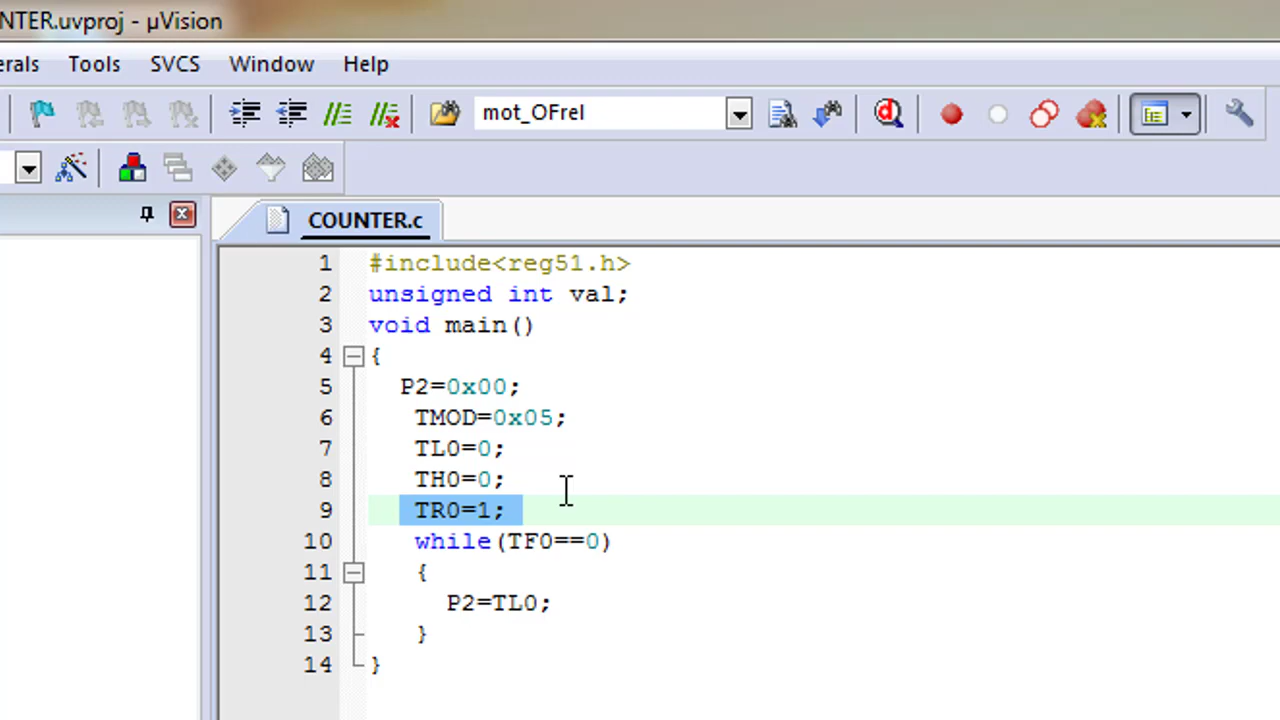 NTER.uvproj - µVision
erals Tools SVCS Window Help
mot_OFrel
COUNTER.c
1 #include<reg51.h>
2 unsigned int val;
3 void main()
4 {
5 P2=0x00;
6 TMOD=0x05;
7 TL0=0;
8 TH0=0;
9 TR0=1;
10 while(TF0==0)
11 {
12 P2=TL0;
13 }
14 }